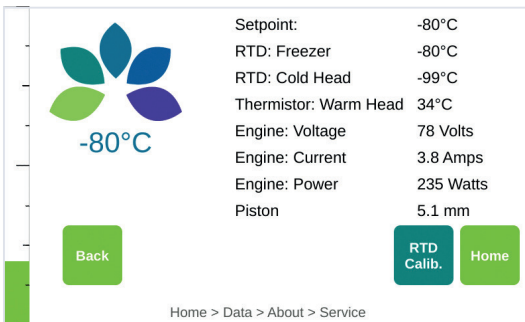 -80°C
Setpoint: -80°C
RTD: Freezer -80°C
RTD: Cold Head -99°C
Thermistor: Warm Head 34°C
Engine: Voltage 78 Volts
Engine: Current 3.8 Amps
Engine: Power 235 Watts
Piston 5.1 mm
Back
RTD
Calib.
Home
Home > Data > About > Service